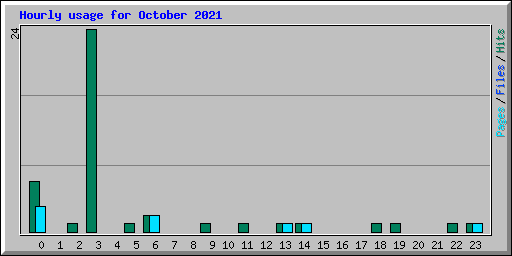 Hourly usage for October 2021
24
Pages/Files/Hits
0 1 2 3 4 5 6 7 8 9 10 11 12 13 14 15 16 17 18 19 20 21 22 23